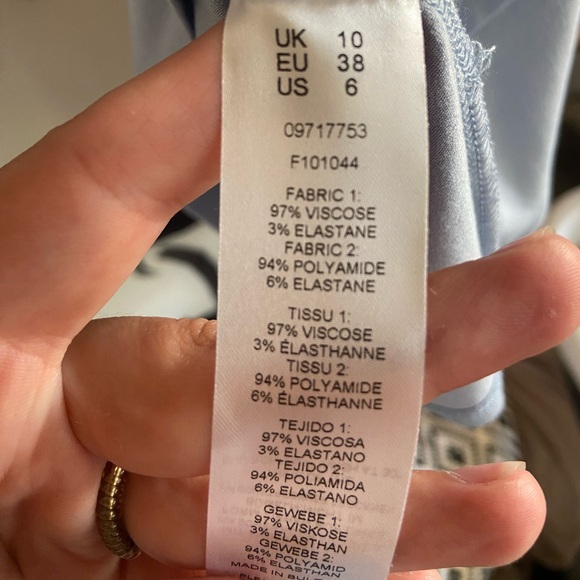 UK 10
EU 38
US 6
09717753
F101044
FABRIC 1:
97% VISCOSE
3% ELASTANE
FABRIC 2:
94% POLYAMIDE
6% ELASTANE
TISSU 1:
97% VISCOSE
3% ÉLASTHANNE
TISSU 2:
94% POLYAMIDE
6% ÉLASTHANNE
TEJIDO 1:
97% VISCOSA
3% ELASTANO
TEJIDO 2:
94% POLIAMIDA
6% ELASTANO
GEWEBE 1:
97% VISKOSE
3% ELASTHAN
GEWEBE 2:
94% POLYAMID
6% ELASTHAN
MADE IN